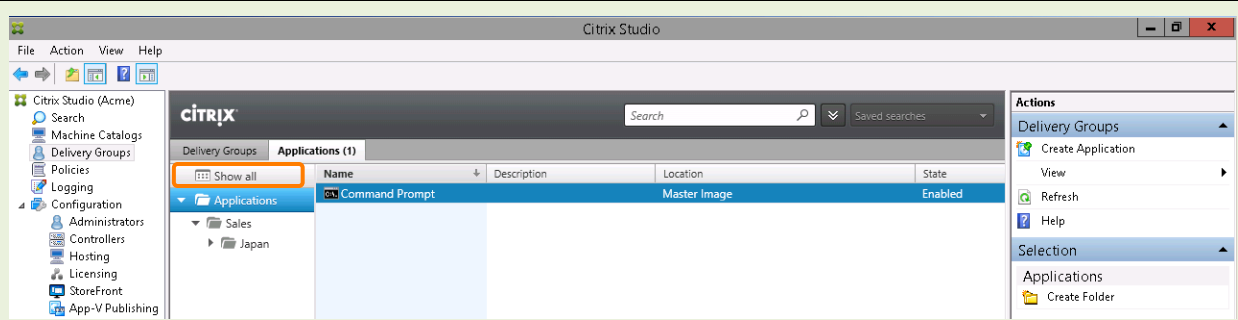 Citrix Studio
File Action View Help
Citrix Studio (Acme)
Search
Machine Catalogs
Delivery Groups
Policies
Logging
Configuration
Administrators
Controllers
Hosting
Licensing
StoreFront
App-V Publishing
CITRIX
Search
Saved searches
Delivery Groups Applications (1)
Show all
Applications
Sales
Japan
Name Description Location State
Command Prompt Master Image Enabled
Actions
Delivery Groups
Create Application
View
Refresh
Help
Selection
Applications
Create Folder